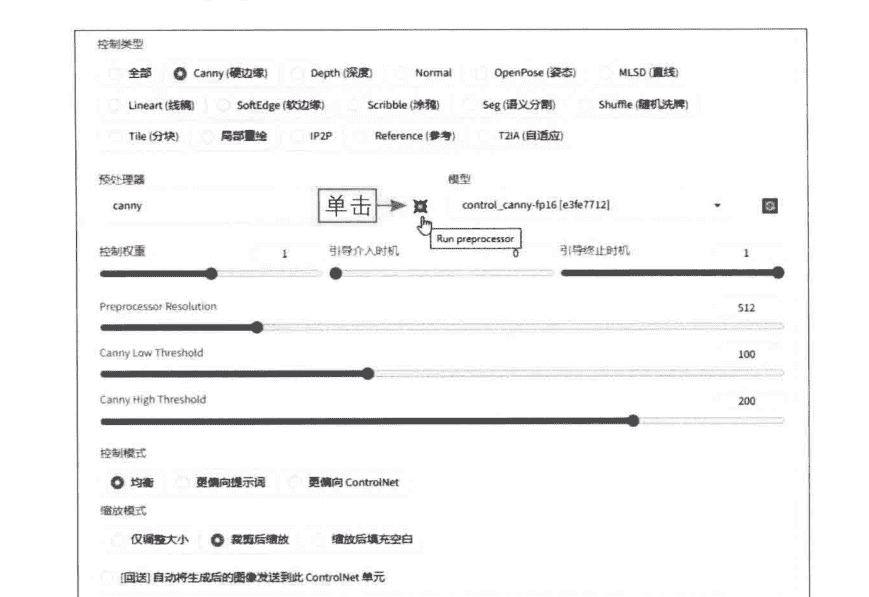 控制类型
全部 Canny (硬边缘) Depth (深度) Normal OpenPose (姿态) MLSD (直线)
Lineart (线稿) SoftEdge (软边缘) Scribble (涂鸦) Seg (语义分割) Shuffle (随机洗牌)
Tile (分块) 局部重绘 IP2P Reference (参考) T2IA (自适应)
预处理器 模型
canny 单击 control_canny-fp16 [e3fe7712]
Run preprocessor
控制权重 1 引导介入时机 0 引导终止时机 1
Preprocessor Resolution 512
Canny Low Threshold 100
Canny High Threshold 200
控制模式
均衡 更偏向提示词 更偏向 ControlNet
缩放模式
仅调整大小 裁剪后缩放 缩放后填充空白
[回送] 自动将生成后的图像发送到此 ControlNet 单元